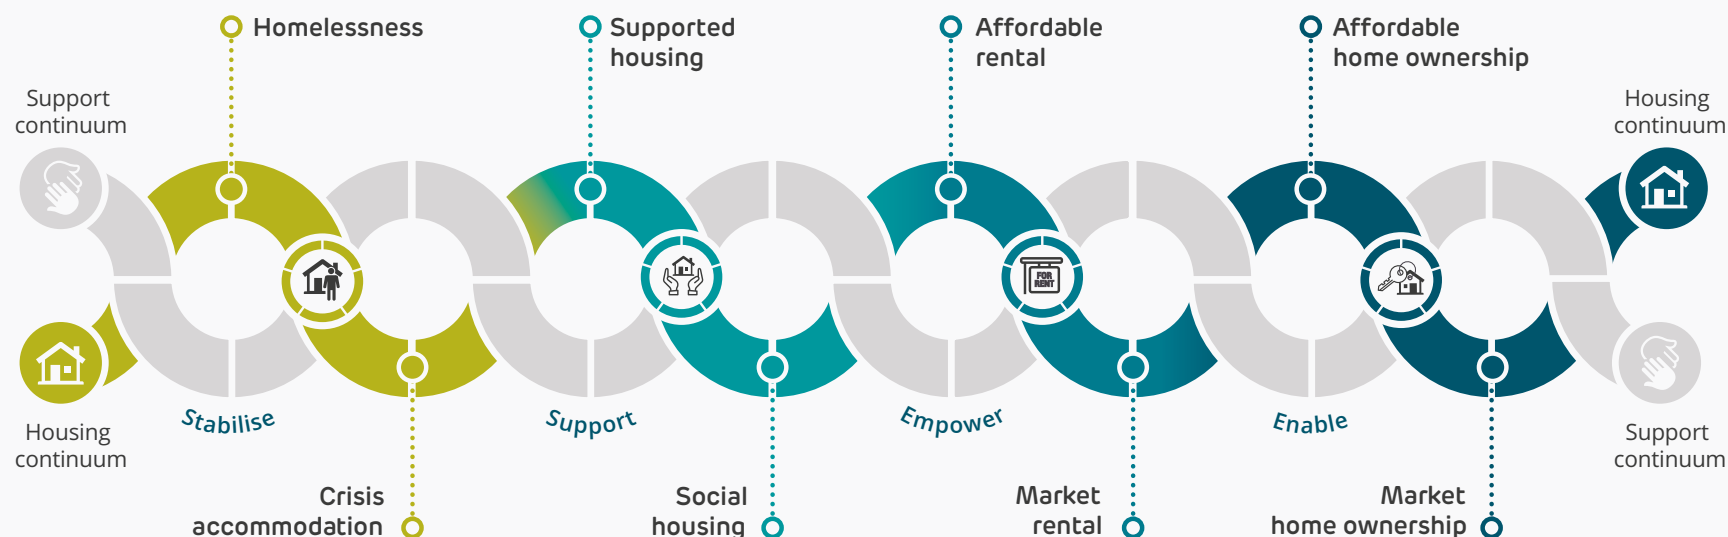 Homelessness
Supported
housing
Affordable
rental
Affordable
home ownership
Support
continuum
Housing
continuum
FOR
RENT
Stabilise
Support
Empower
Enable
Housing
continuum
Support
continuum
Crisis
accommodation
Social
housing
Market
rental
Market
home ownership